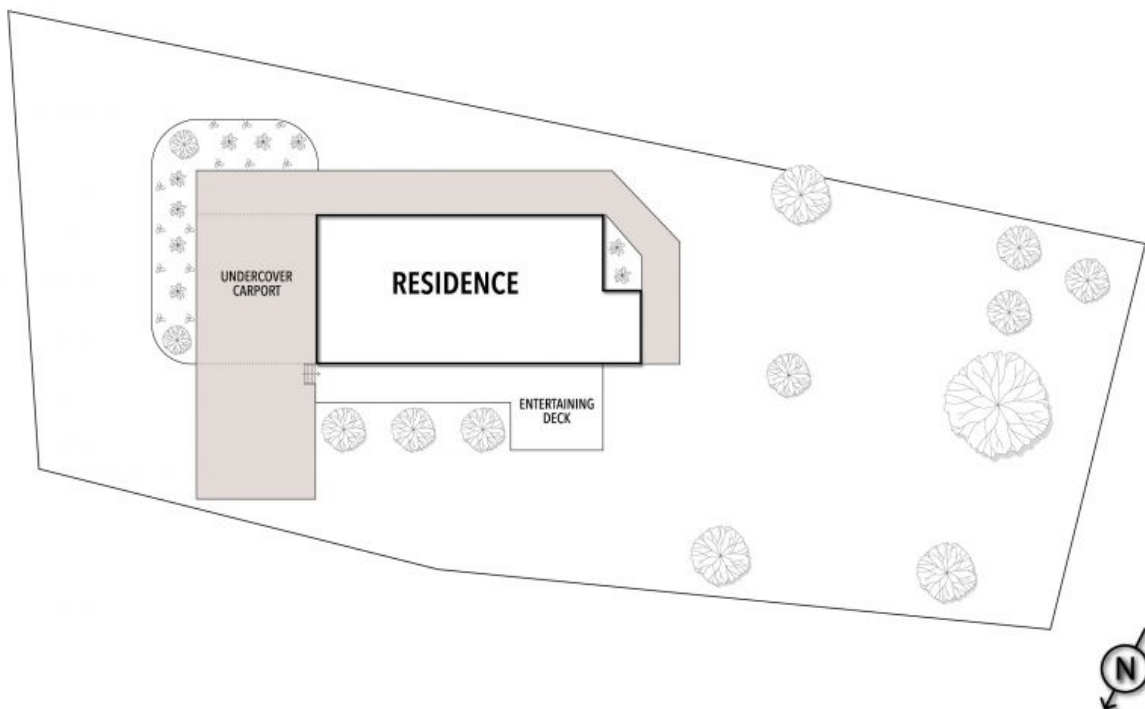 UNDERCOVER
CARPORT
RESIDENCE
ENTERTAINING
DECK
N